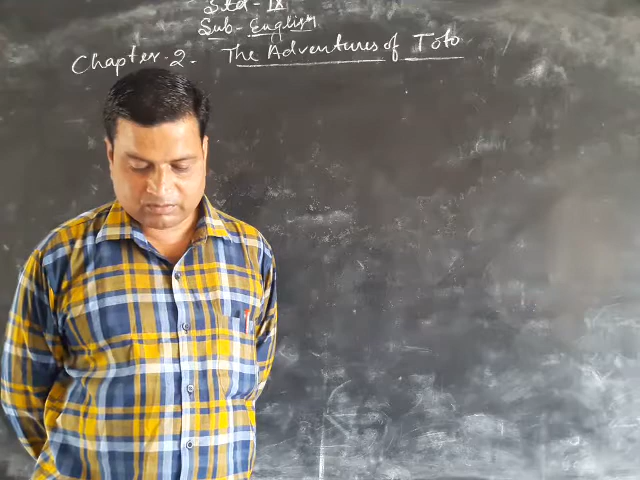 Std - IX
Sub - English
Chapter - 2. The Adventures of Toto